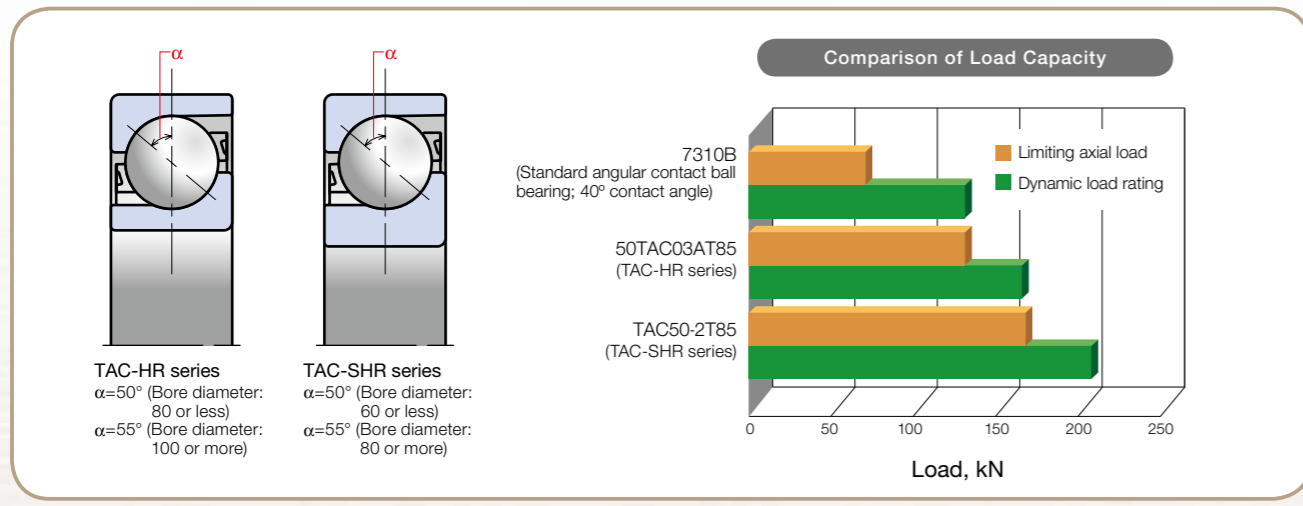 α
α
TAC-HR series
α=50° (Bore diameter:
80 or less)
α=55° (Bore diameter:
100 or more)
TAC-SHR series
α=50° (Bore diameter:
60 or less)
α=55° (Bore diameter:
80 or more)
Comparison of Load Capacity
7310B
(Standard angular contact ball
bearing; 40º contact angle)
50TAC03AT85
(TAC-HR series)
TAC50-2T85
(TAC-SHR series)
Limiting axial load
Dynamic load rating
0 50 100 150 200 250
Load, kN